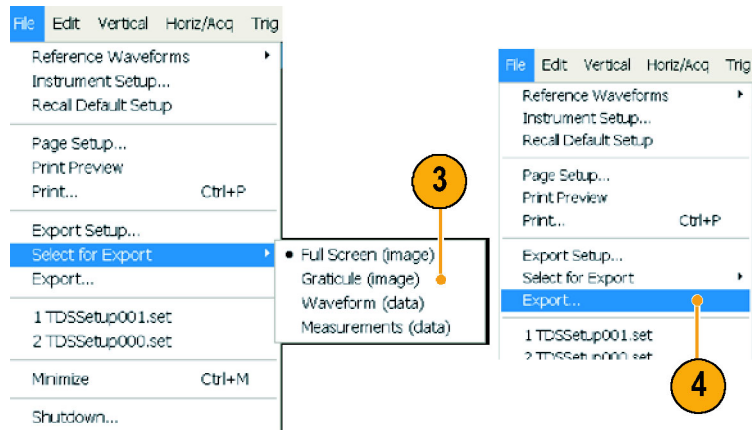 File Edit Vertical Horiz/Acq Trig
Reference Waveforms
Instrument Setup...
Recall Default Setup
Page Setup...
Print Preview
Print... Ctrl+P
Export Setup...
Select for Export
Export...
1 TDSSetup001.set
2 TDSSetup000.set
Minimize Ctrl+M
Shutdown...
3
Full Screen (image)
Graticule (image)
Waveform (data)
Measurements (data)
File Edit Vertical Horiz/Acq Trig
Reference Waveforms
Instrument Setup...
Recall Default Setup
Page Setup...
Print Preview
Print... Ctrl+P
Export Setup...
Select for Export
Export...
1 TDSSetup001.set
2 TDSSetup000.set
4